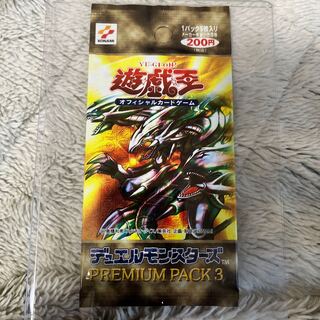 KONAMI
1パック5枚入り
200円
YU-GI-OH!
遊戯王
オフィシャルカードゲーム
デュエルモンスターズ™
PREMIUM PACK 3